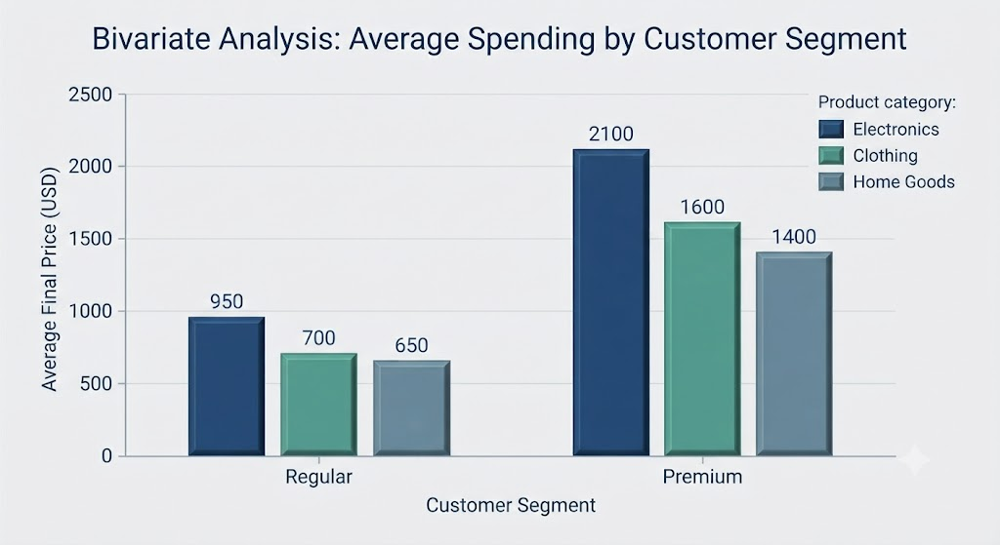 Bivariate Analysis: Average Spending by Customer Segment
Average Final Price (USD)
2500
2000
1500
1000
500
0
950
700
650
2100
1600
1400
Regular
Premium
Customer Segment
Product category:
Electronics
Clothing
Home Goods